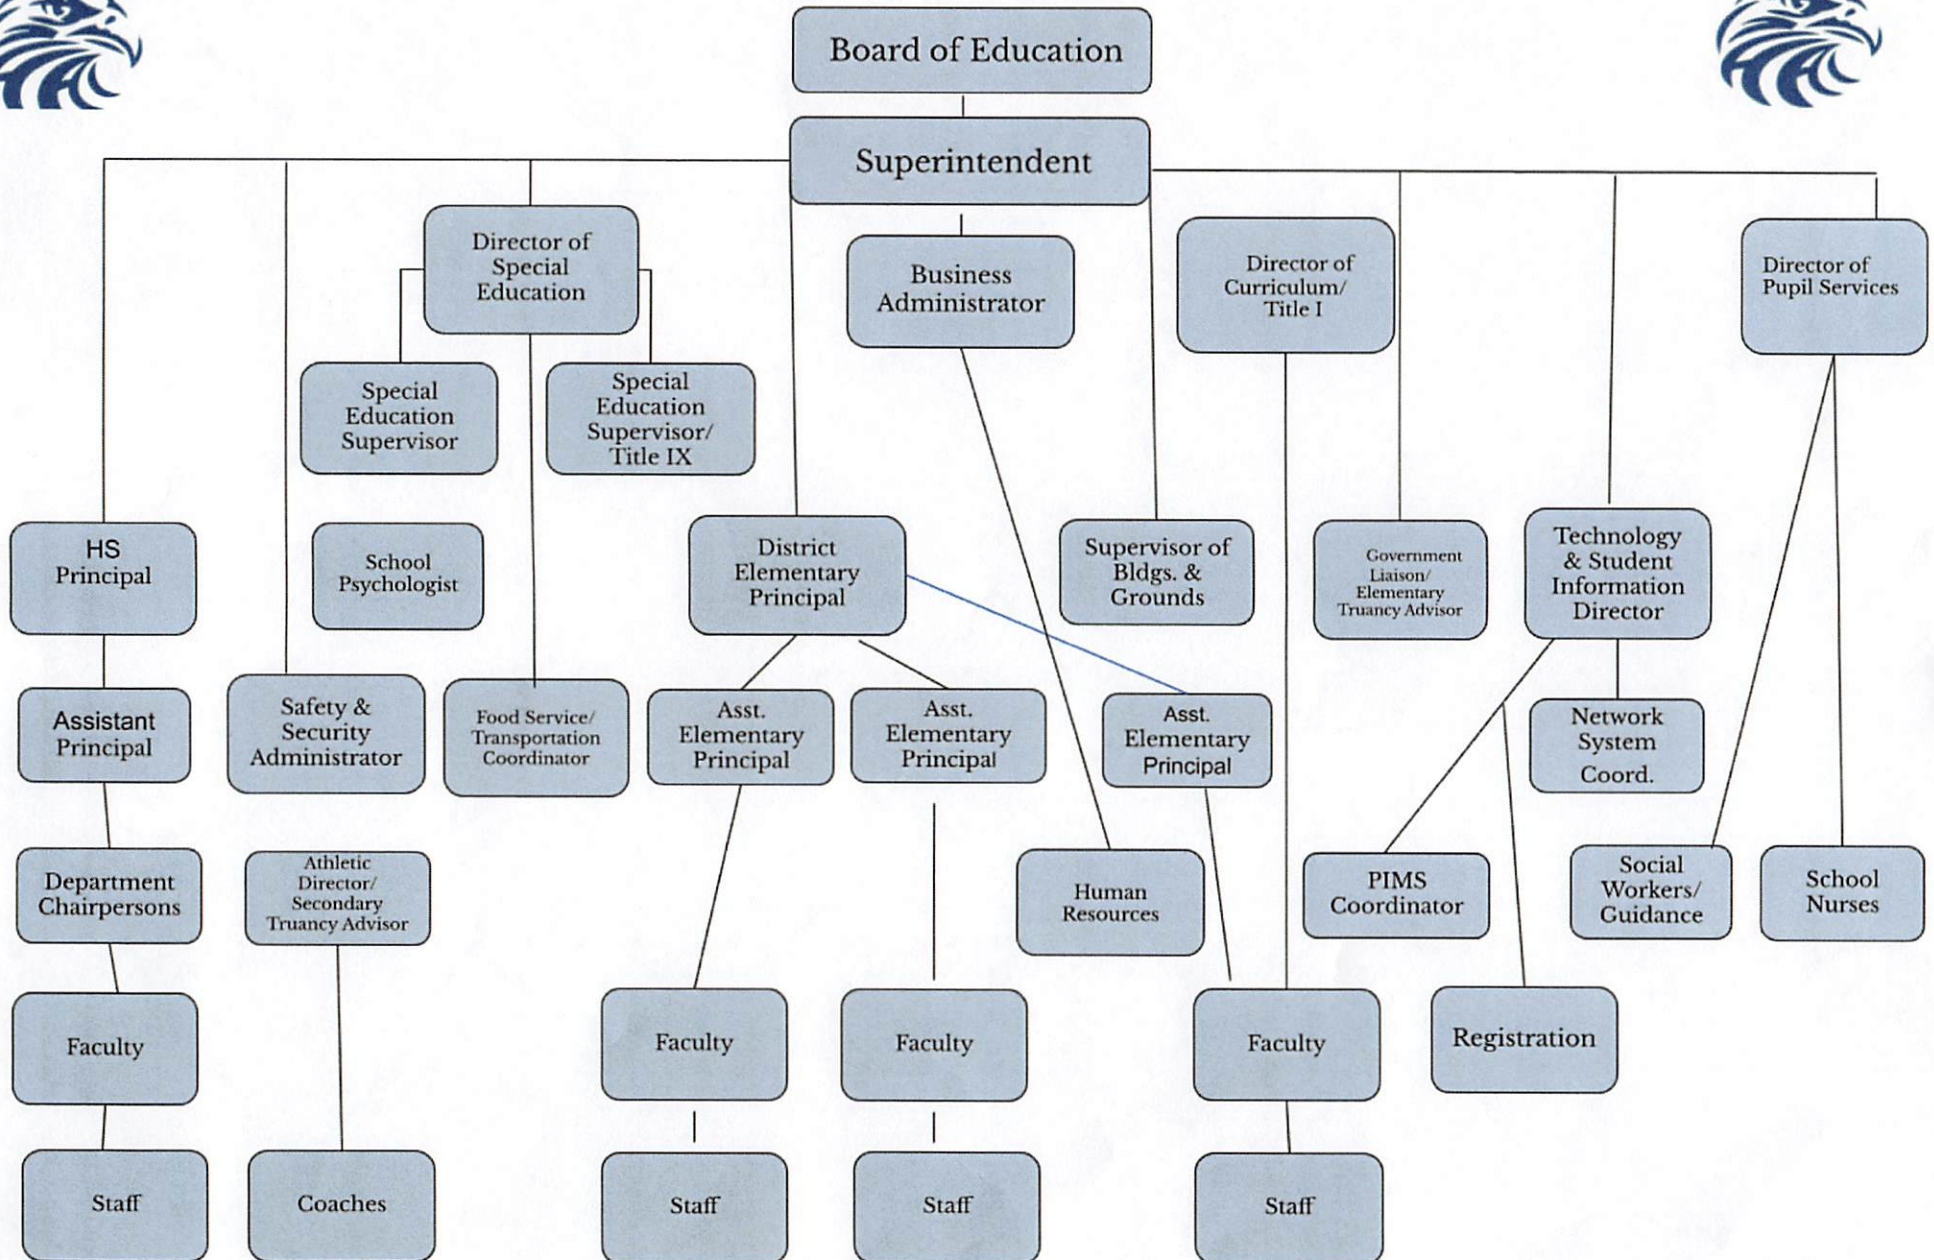 Board of Education
Superintendent
Director of
Special
Education
Business
Administrator
Director of
Curriculum/
Title I
Director of
Pupil Services
Special
Education
Supervisor
Special
Education
Supervisor/
Title IX
HS
Principal
School
Psychologist
District
Elementary
Principal
Supervisor of
Bldgs. &
Grounds
Government
Liaison/
Elementary
Truancy Advisor
Technology
& Student
Information
Director
Assistant
Principal
Safety &
Security
Administrator
Food Service/
Transportation
Coordinator
Asst.
Elementary
Principal
Asst.
Elementary
Principal
Asst.
Elementary
Principal
Network
System
Coord.
Department
Chairpersons
Athletic
Director/
Secondary
Truancy Advisor
Human
Resources
PIMS
Coordinator
Social
Workers/
Guidance
School
Nurses
Faculty
Faculty
Faculty
Faculty
Registration
Staff
Coaches
Staff
Staff
Staff